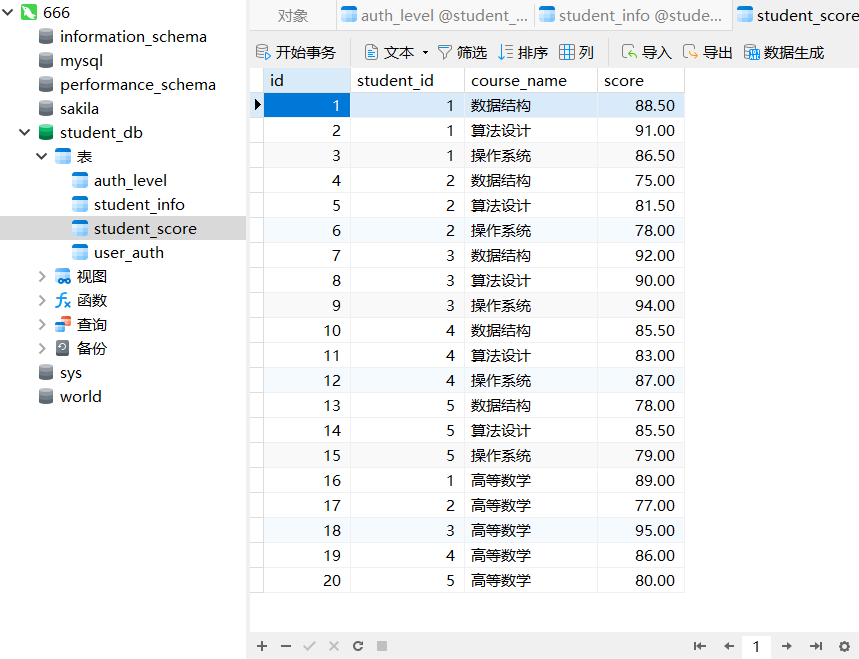 666
information_schema
mysql
performance_schema
sakila
student_db
表
auth_level
student_info
student_score
user_auth
视图
fx 函数
查询
备份
sys
world
对象 auth_level @student_... student_info @stude... student_score
开始事务 文本 筛选 排序 列 导入 导出 数据生成
id student_id course_name score
1 1 数据结构 88.50
2 1 算法设计 91.00
3 1 操作系统 86.50
4 2 数据结构 75.00
5 2 算法设计 81.50
6 2 操作系统 78.00
7 3 数据结构 92.00
8 3 算法设计 90.00
9 3 操作系统 94.00
10 4 数据结构 85.50
11 4 算法设计 83.00
12 4 操作系统 87.00
13 5 数据结构 78.00
14 5 算法设计 85.50
15 5 操作系统 79.00
16 1 高等数学 89.00
17 2 高等数学 77.00
18 3 高等数学 95.00
19 4 高等数学 86.00
20 5 高等数学 80.00
1